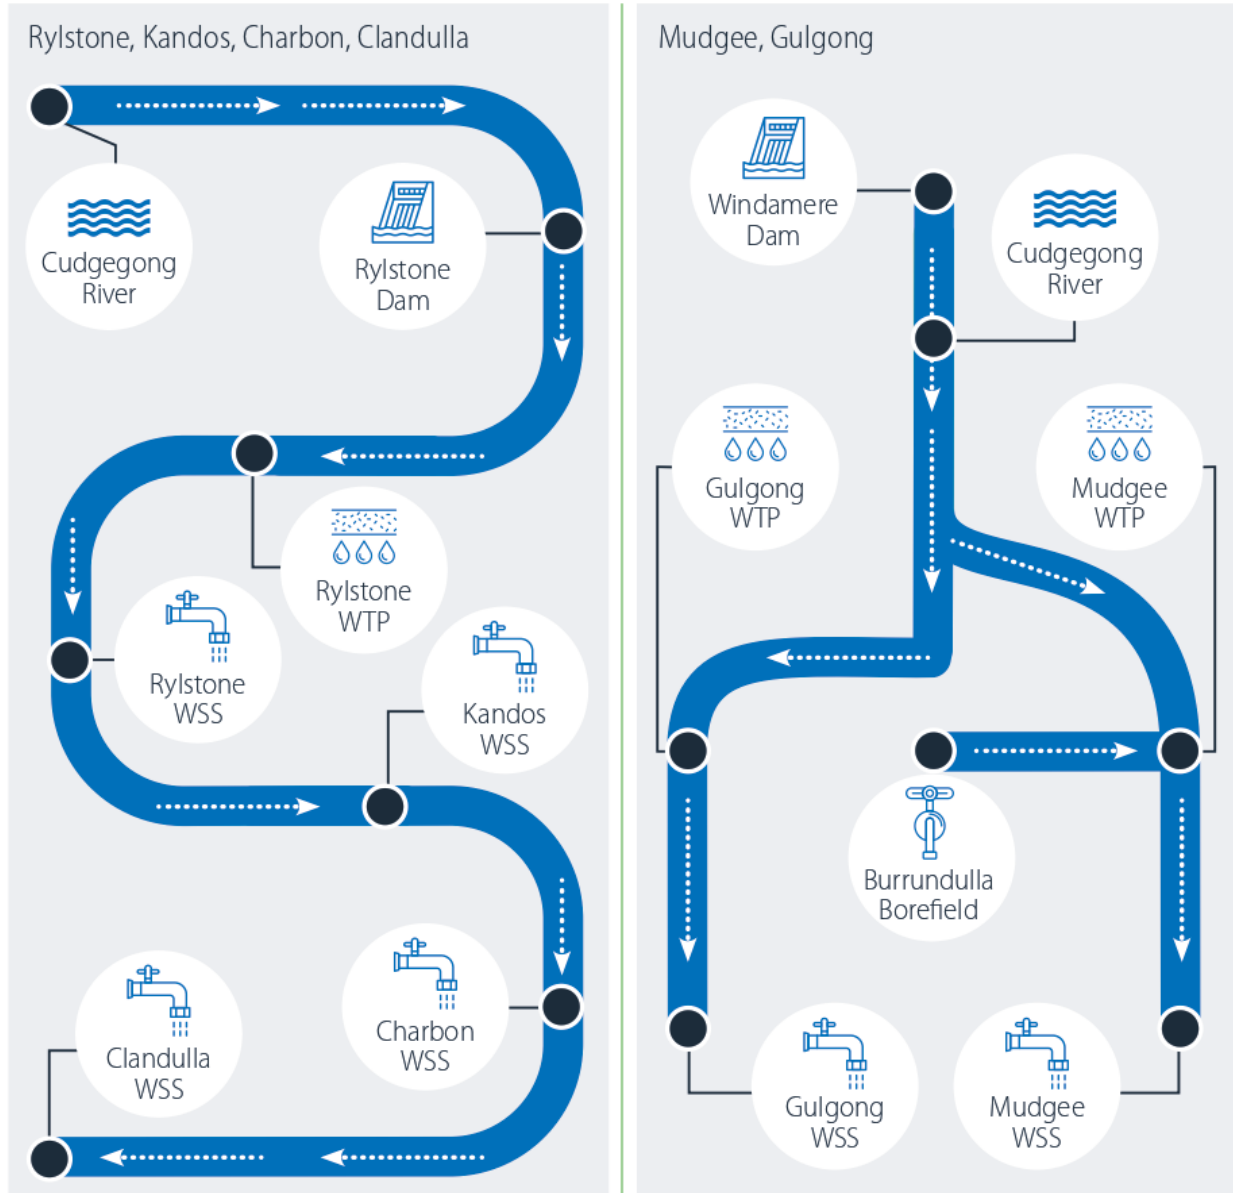 Rylstone, Kandos, Charbon, Clandulla
Cudgegong
River
Rylstone
Dam
Rylstone
WTP
Rylstone
WSS
Kandos
WSS
Charbon
WSS
Clandulla
WSS
Mudgee, Gulgong
Windamere
Dam
Cudgegong
River
Gulgong
WTP
Mudgee
WTP
Burrundulla
Borefield
Gulgong
WSS
Mudgee
WSS